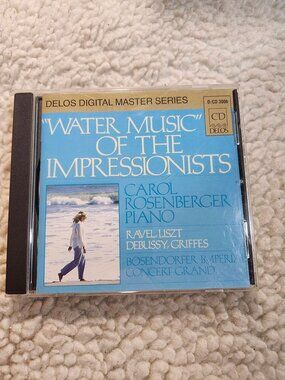 DELOS DIGITAL MASTER SERIES
D/CD 3006
CD
DELOS
"WATER MUSIC"
OF THE
IMPRESSIONISTS
CAROL
ROSENBERGER
PIANO
RAVEL, LISZT
DEBUSSY, GRIFFES
BÖSENDORFER IMPERIAL
CONCERT GRAND